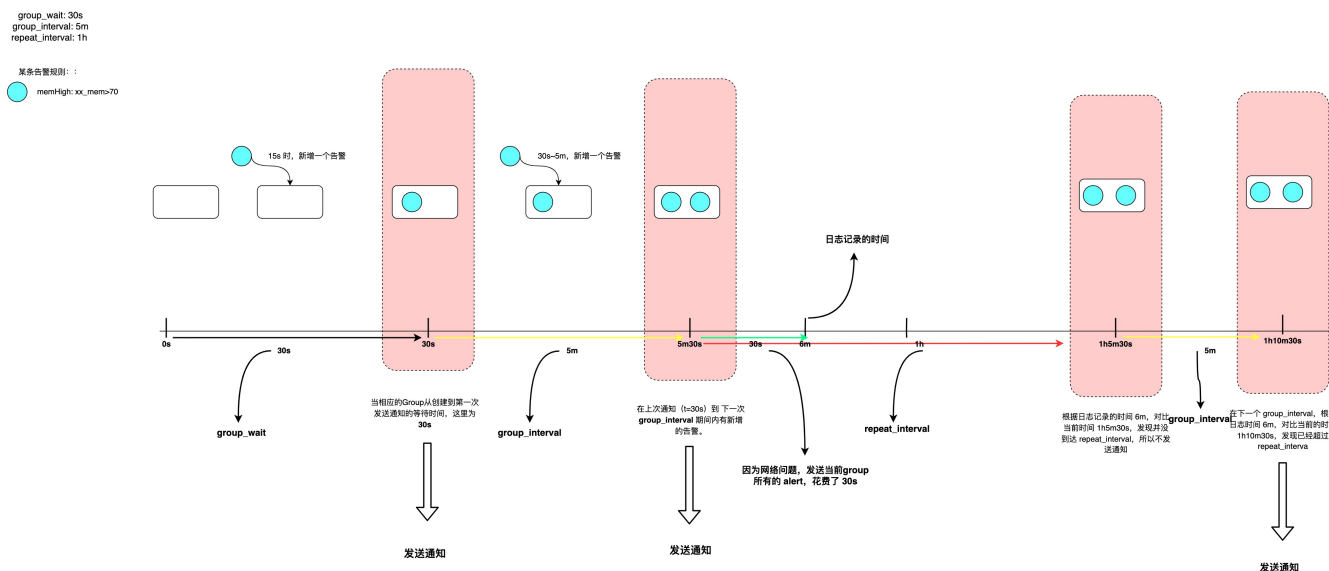 group_wait: 30s
group_interval: 5m
repeat_interval: 1h
某条告警规则：：
memHigh: xx_mem>70
15s 时，新增一个告警
30s~5m，新增一个告警
日志记录的时间
0s
30s
30s
5m
5m30s
30s
6m
1h
1h5m30s
5m
1h10m30s
group_wait
当相应的Group从创建到第一次
发送通知的等待时间，这里为
30s
group_interval
在上次通知（t=30s）到 下一次
group_interval 期间内有新增
的告警。
因为网络问题，发送当前group
所有的 alert，花费了 30s
repeat_interval
根据日志记录的时间 6m，对比
当前时间 1h5m30s，发现并没
到达 repeat_interval，所以不发
送通知
group_interval
在下一个 group_interval，根
日志时间 6m，对比当前的时
1h10m30s，发现已经超过
repeat_interva
发送通知
发送通知
发送通知